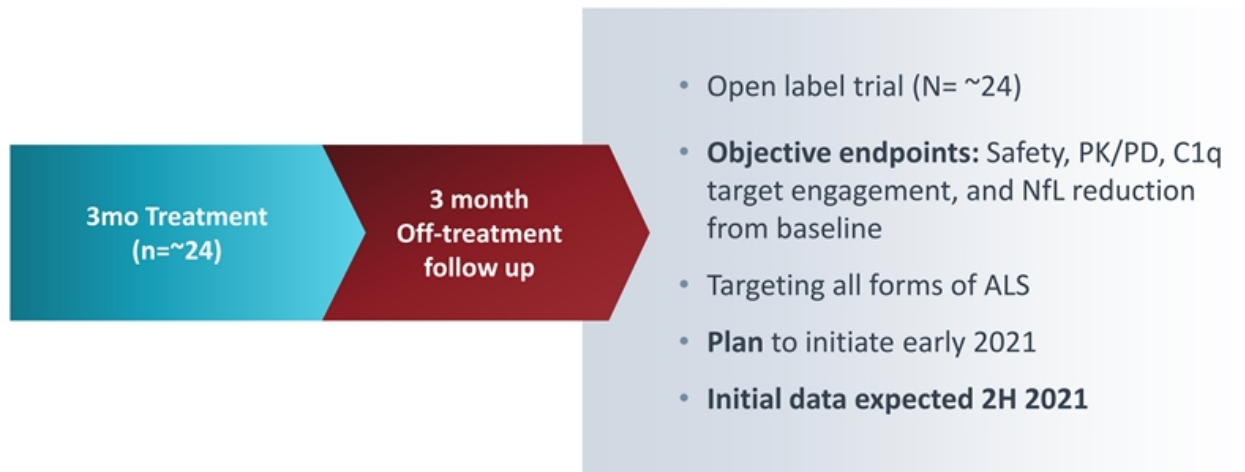 3mo Treatment
(n=~24)
3 month
Off-treatment
follow up
• Open label trial (N= ~24)
• Objective endpoints: Safety, PK/PD, C1q
target engagement, and NfL reduction
from baseline
• Targeting all forms of ALS
• Plan to initiate early 2021
• Initial data expected 2H 2021